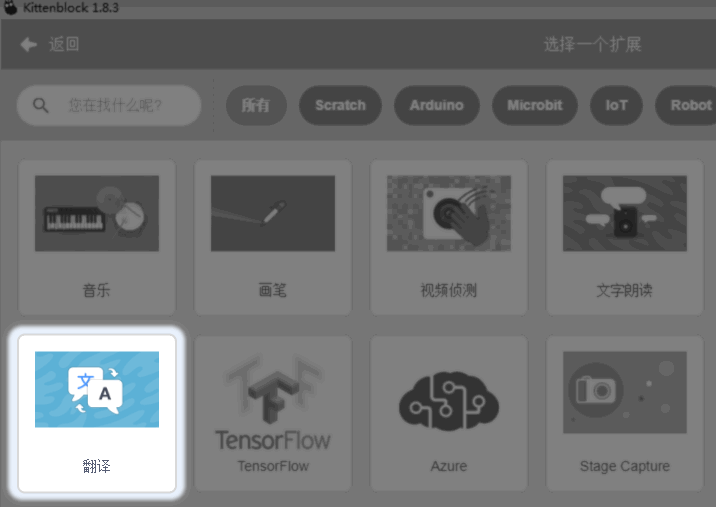 Kittenblock 1.8.3
返回
选择一个扩展
您在找什么呢?
所有
Scratch
Arduino
Microbit
IoT
Robot
音乐
画笔
视频侦测
文字朗读
文
A
翻译
TensorFlow
TensorFlow
Azure
Stage Capture